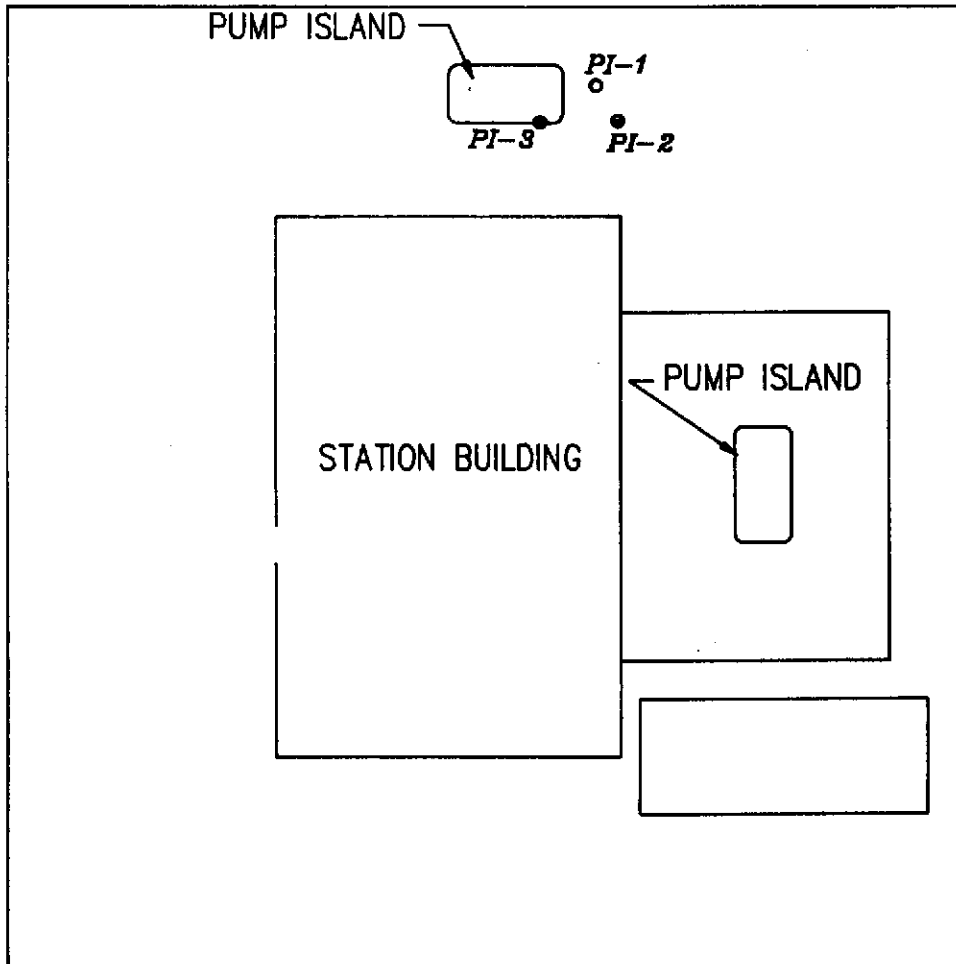 PUMP ISLAND
PI-1
PI-3
PI-2
PUMP ISLAND
STATION BUILDING